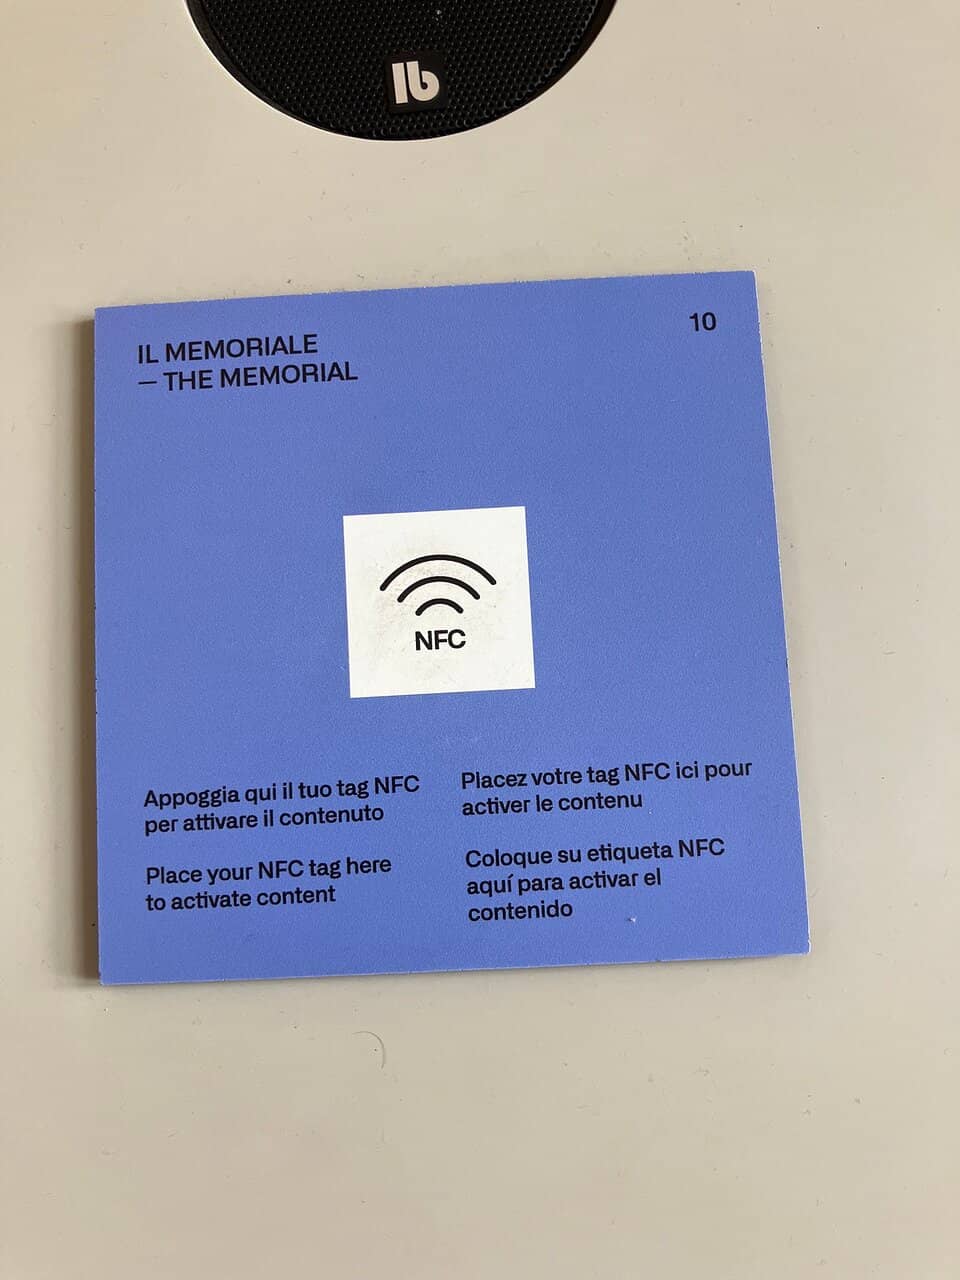 lb
IL MEMORIALE
— THE MEMORIAL
10
NFC
Appoggia qui il tuo tag NFC
per attivare il contenuto
Place your NFC tag here
to activate content
Placez votre tag NFC ici pour
activer le contenu
Coloque su etiqueta NFC
aquí para activar el
contenido